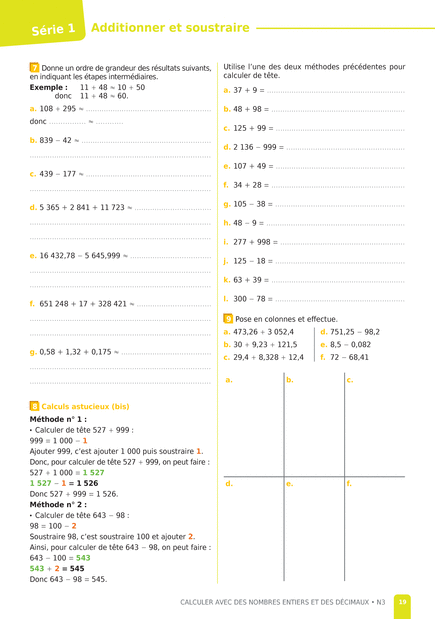 Série 1
Additionner et soustraire
7 Donne un ordre de grandeur des résultats suivants,
en indiquant les étapes intermédiaires.
Exemple : 11 + 48 ≈ 10 + 50
donc 11 + 48 ≈ 60.
a. 108 + 295 ≈ ..........
donc .......... ≈ ..........
b. 839 − 42 ≈ ..........
c. 439 − 177 ≈ ..........
d. 5 365 + 2 841 + 11 723 ≈ ..........
e. 16 432,78 − 5 645,999 ≈ ..........
f. 651 248 + 17 + 328 421 ≈ ..........
g. 0,58 + 1,32 + 0,175 ≈ ..........
8 Calculs astucieux (bis)
Méthode n° 1 :
• Calculer de tête 527 + 999 :
999 = 1 000 − 1
Ajouter 999, c'est ajouter 1 000 puis soustraire 1.
Donc, pour calculer de tête 527 + 999, on peut faire :
527 + 1 000 = 1 527
1 527 − 1 = 1 526
Donc 527 + 999 = 1 526.
Méthode n° 2 :
• Calculer de tête 643 − 98 :
98 = 100 − 2
Soustraire 98, c'est soustraire 100 et ajouter 2.
Ainsi, pour calculer de tête 643 − 98, on peut faire :
643 − 100 = 543
543 + 2 = 545
Donc 643 − 98 = 545.
Utilise l'une des deux méthodes précédentes pour
calculer de tête.
a. 37 + 9 = ..........
b. 48 + 98 = ..........
c. 125 + 99 = ..........
d. 2 136 − 999 = ..........
e. 107 + 49 = ..........
f. 34 + 28 = ..........
g. 105 − 38 = ..........
h. 48 − 9 = ..........
i. 277 + 998 = ..........
j. 125 − 18 = ..........
k. 63 + 39 = ..........
l. 300 − 78 = ..........
9 Pose en colonnes et effectue.
a. 473,26 + 3 052,4
b. 30 + 9,23 + 121,5
c. 29,4 + 8,328 + 12,4
d. 751,25 − 98,2
e. 8,5 − 0,082
f. 72 − 68,41
a. b. c.
d. e. f.
CALCULER AVEC DES NOMBRES ENTIERS ET DES DÉCIMAUX • N3
19